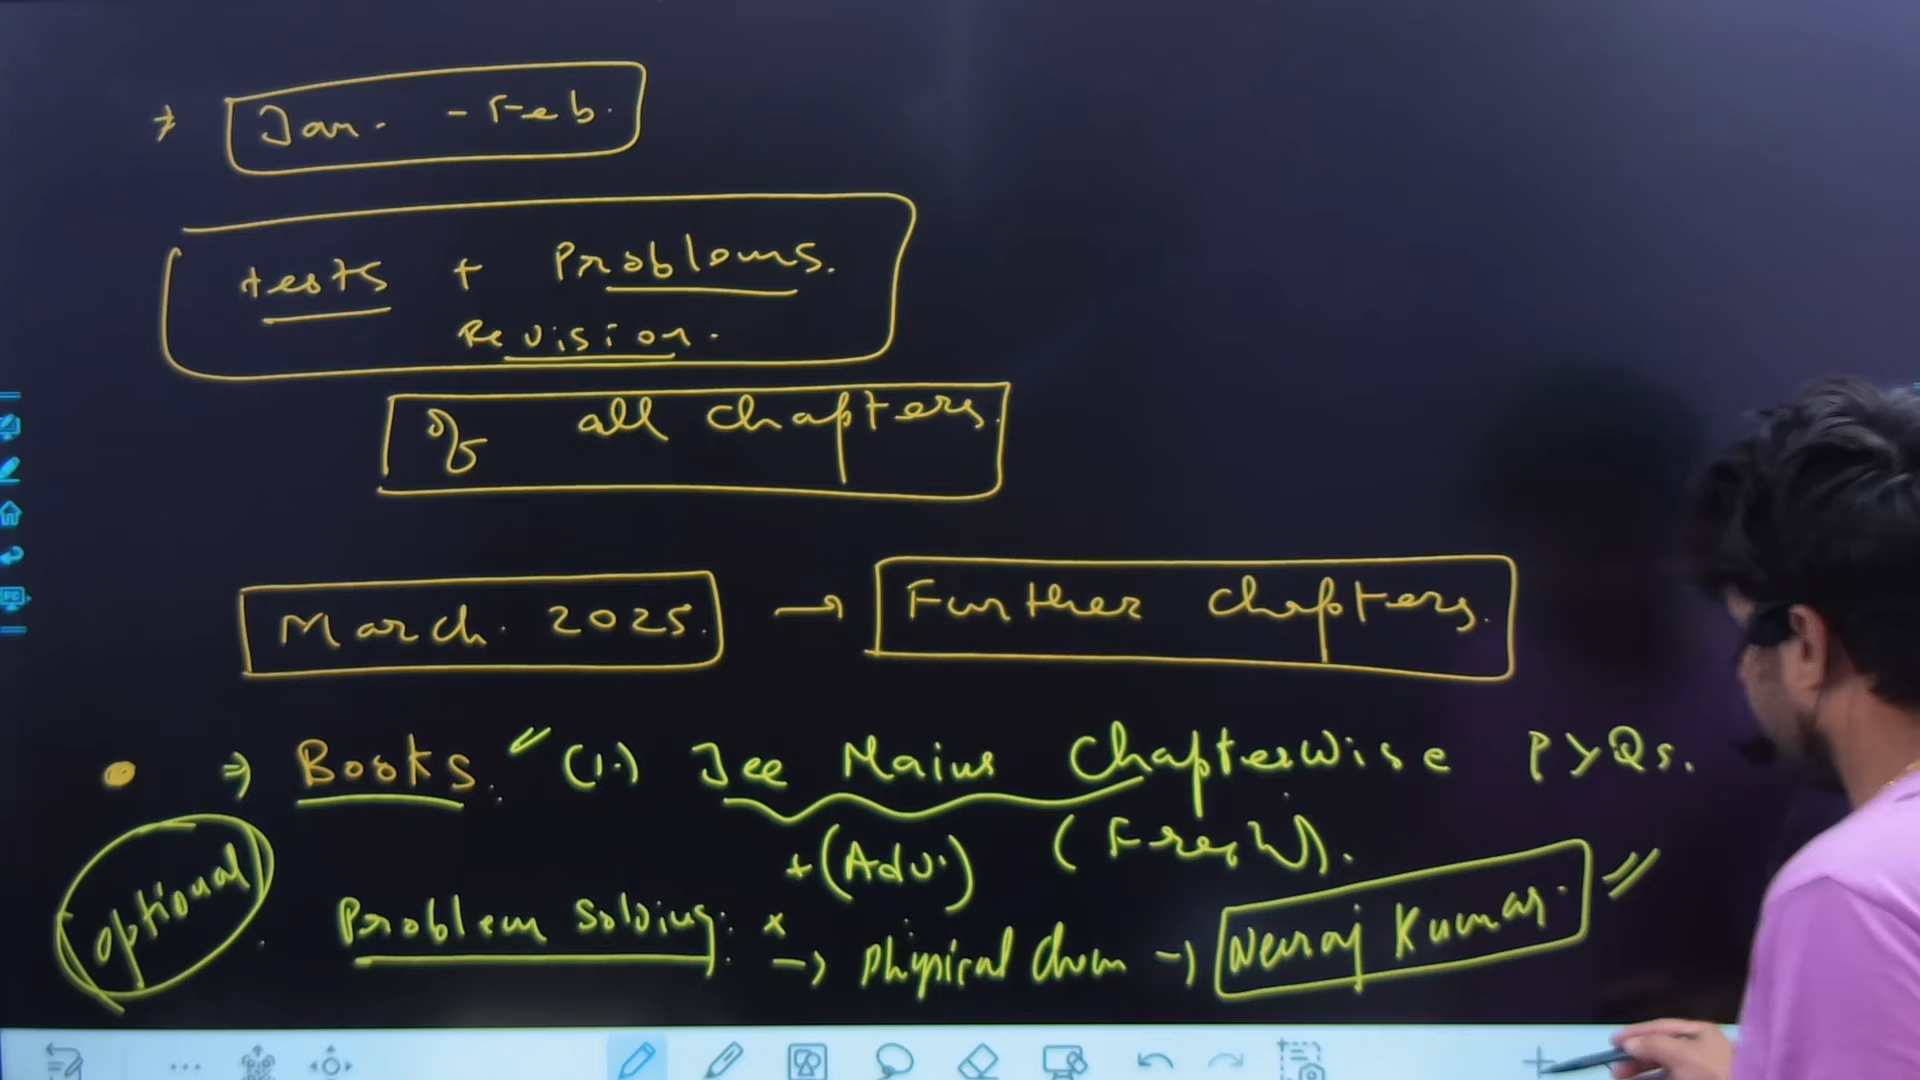 ⇒ Jan. - Feb.
tests + Problems.
Revision.
of all chapters.
March. 2025. → Further chapters.
⇒ Books. (1.) Jee Mains Chapterwise PYQs.
+ (Adv.)
optional
Problem Solving. * → Physical Chem → Neeraj Kumar.